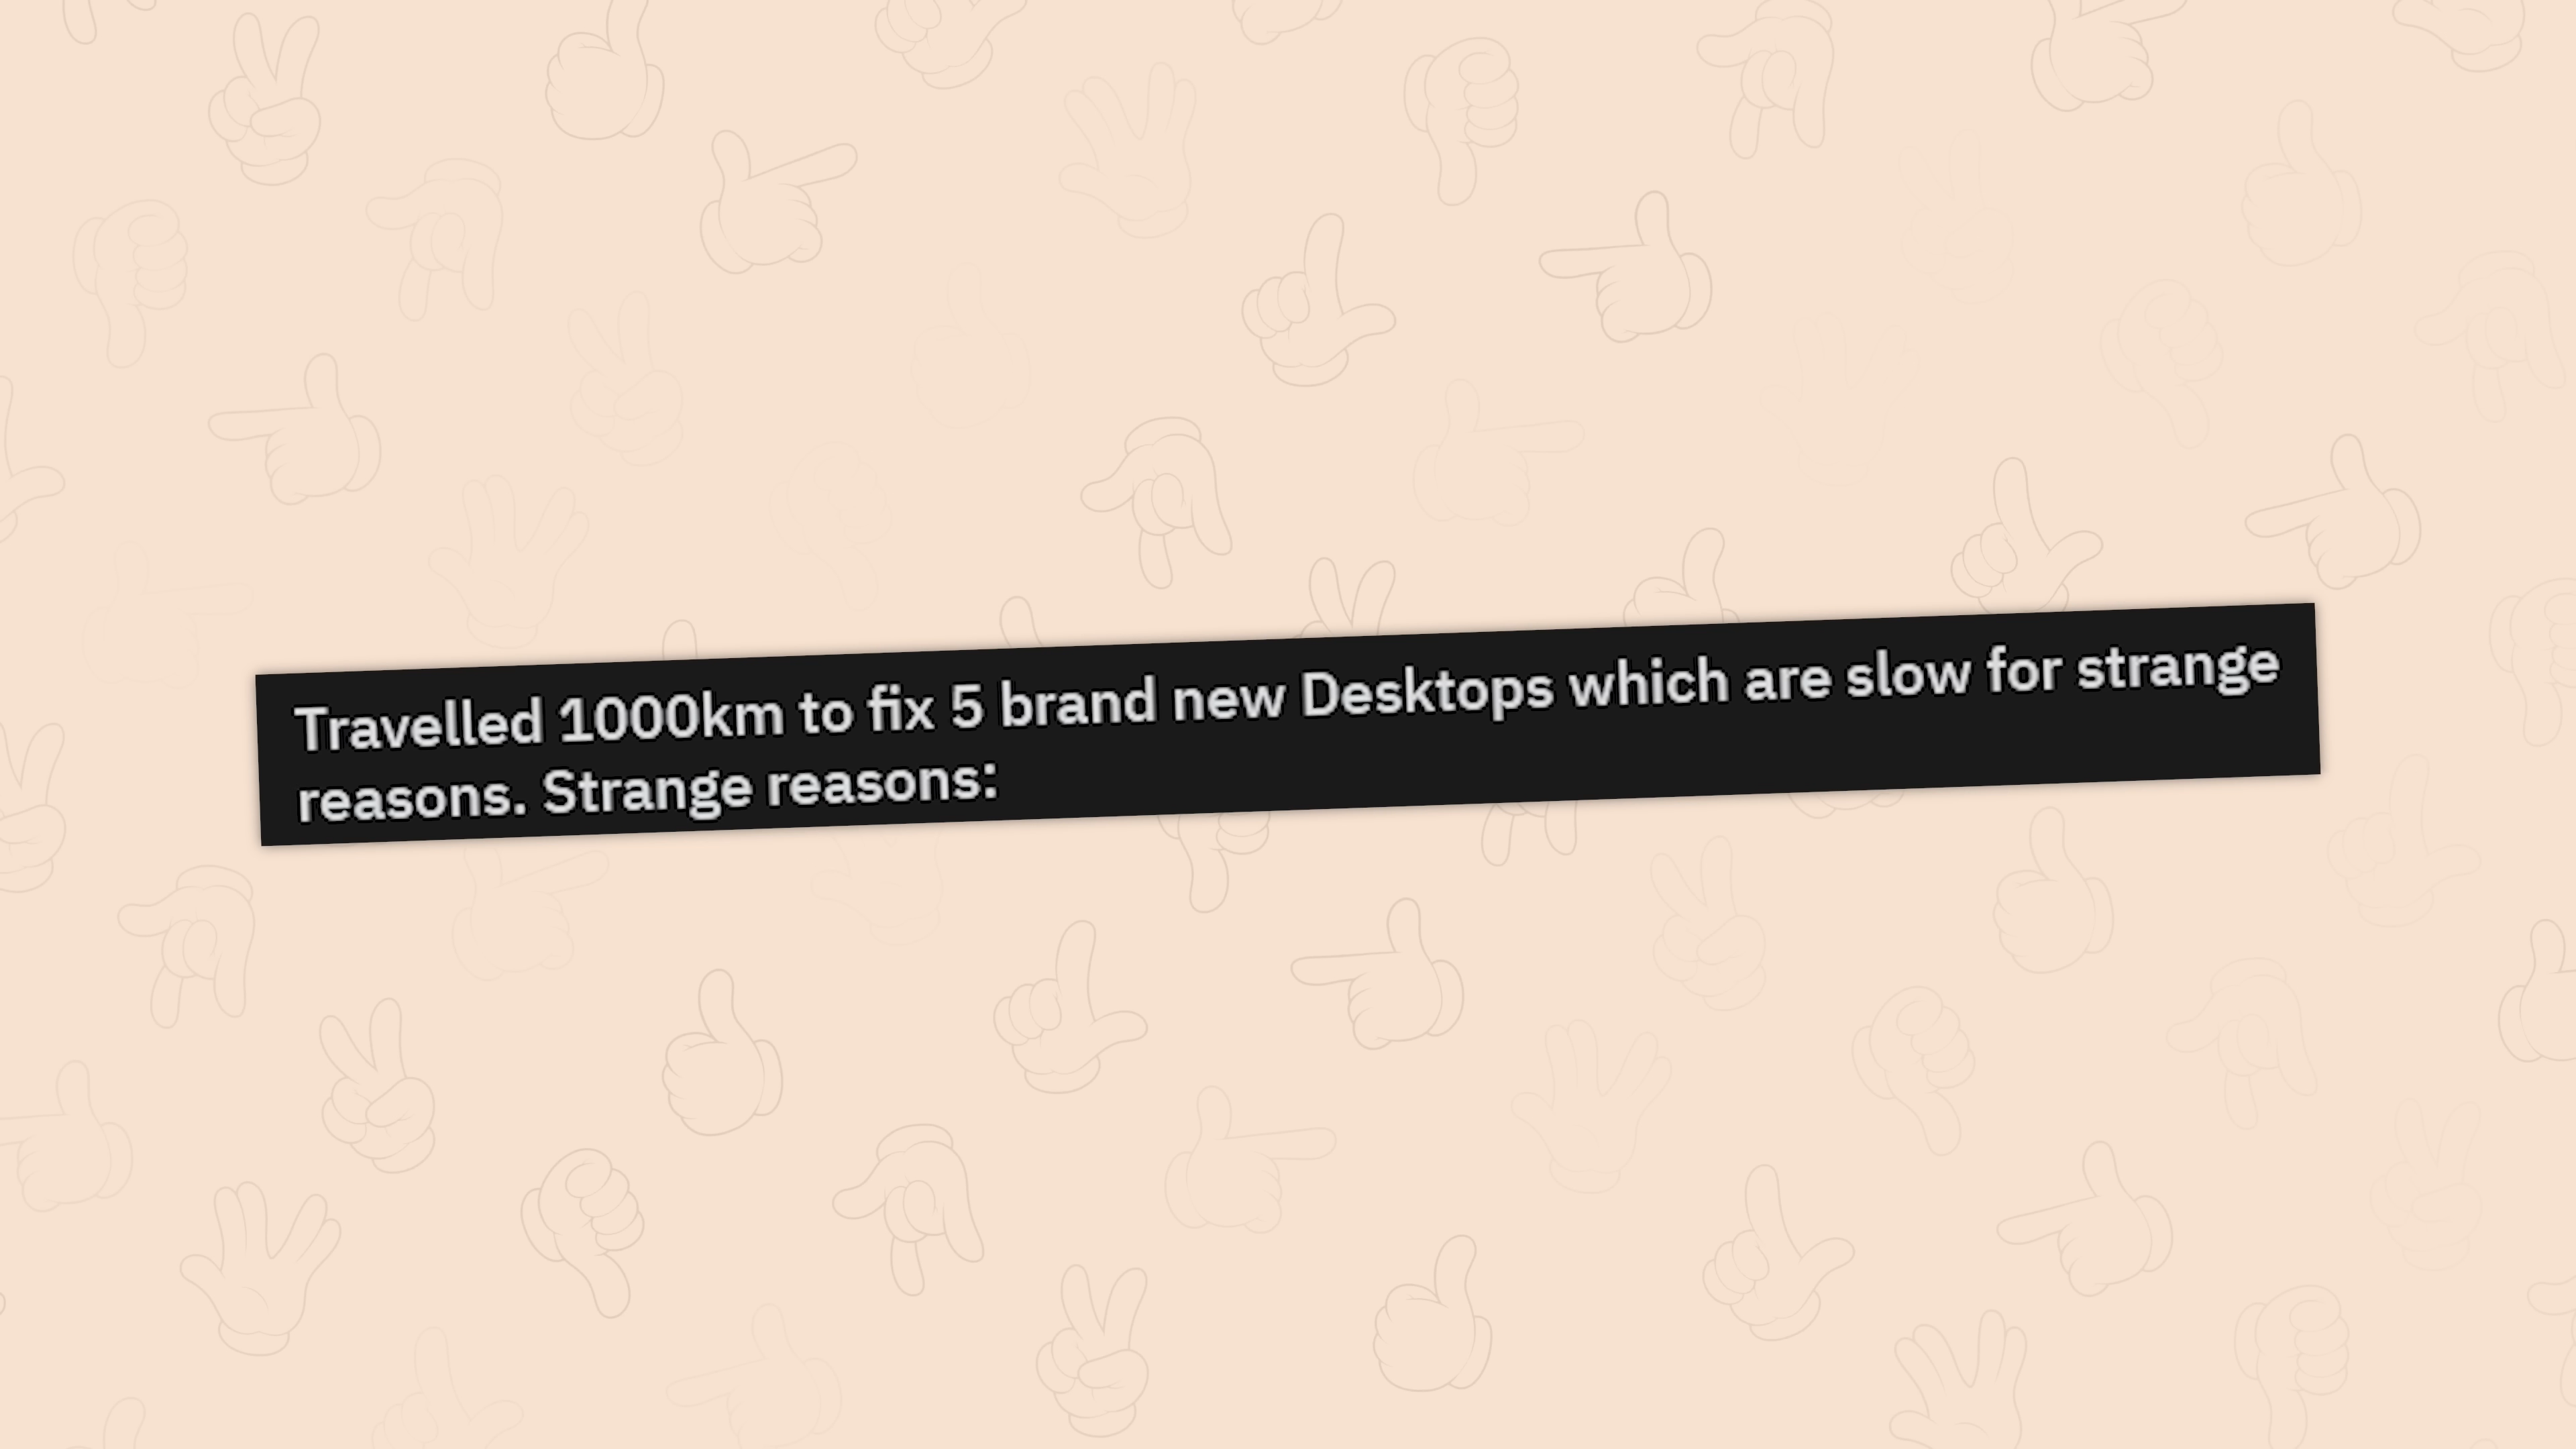 Travelled 1000km to fix 5 brand new Desktops which are slow for strange
reasons. Strange reasons: